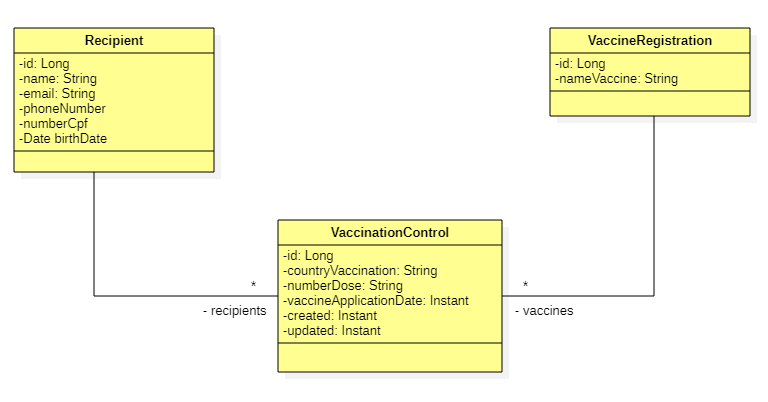 Recipient
-id: Long
-name: String
-email: String
-phoneNumber
-numberCpf
-Date birthDate
VaccineRegistration
-id: Long
-nameVaccine: String
VaccinationControl
-id: Long
-countryVaccination: String
-numberDose: String
-vaccineApplicationDate: Instant
-created: Instant
-updated: Instant
*
- recipients
*
- vaccines